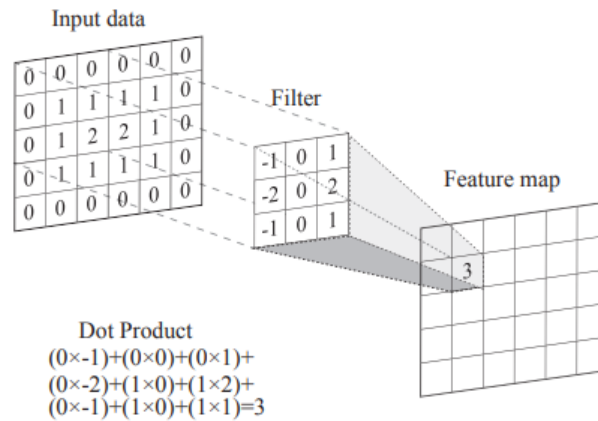 Input data
0 0 0 0 0 0
0 1 1 1 1 0
0 1 2 2 1 0
0 1 1 1 1 0
0 0 0 0 0 0
Filter
-1 0 1
-2 0 2
-1 0 1
Feature map
3
Dot Product
(0×-1)+(0×0)+(0×1)+
(0×-2)+(1×0)+(1×2)+
(0×-1)+(1×0)+(1×1)=3